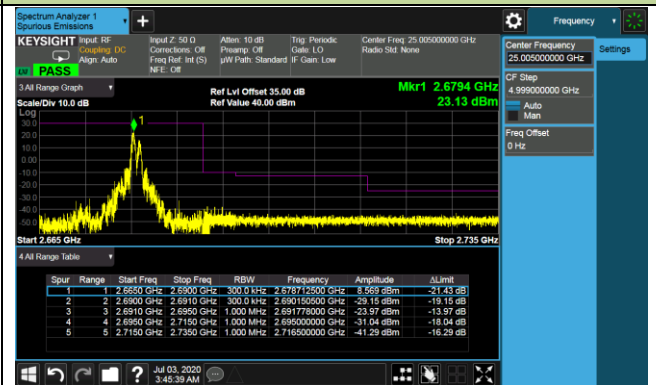 Spectrum Analyzer 1
Spurious Emissions
Frequency
KEYSIGHT Input: RF
Coupling: DC
Align: Auto
Input Z: 50 Ω
Corrections: Off
Freq Ref: Int (S)
NFE: Off
Atten: 10 dB
Preamp: Off
µW Path: Standard
Trig: Periodic
Gate: LO
IF Gain: Low
Center Freq: 25.005000000 GHz
Radio Std: None
PASS
Center Frequency
25.005000000 GHz
Settings
CF Step
4.999000000 GHz
Auto
Man
Freq Offset
0 Hz
3 All Range Graph
Scale/Div 10.0 dB
Ref Lvl Offset 35.00 dB
Ref Value 40.00 dBm
Mkr1 2.6794 GHz
23.13 dBm
Log
30.0
20.0
10.0
0.00
-10.0
-20.0
-30.0
-40.0
-50.0
1
Start 2.665 GHz
Stop 2.735 GHz
4 All Range Table
Spur Range Start Freq Stop Freq RBW Frequency Amplitude ΔLimit
1 1 2.6650 GHz 2.6900 GHz 300.0 kHz 2.678712500 GHz 8.569 dBm -21.43 dB
2 2 2.6900 GHz 2.6910 GHz 300.0 kHz 2.690150500 GHz -29.15 dBm -19.15 dB
3 3 2.6910 GHz 2.6950 GHz 1.000 MHz 2.691778000 GHz -23.97 dBm -13.97 dB
4 4 2.6950 GHz 2.7150 GHz 1.000 MHz 2.695000000 GHz -31.04 dBm -18.04 dB
5 5 2.7150 GHz 2.7350 GHz 1.000 MHz 2.716500000 GHz -41.29 dBm -16.29 dB
Jul 03, 2020
3:45:39 AM